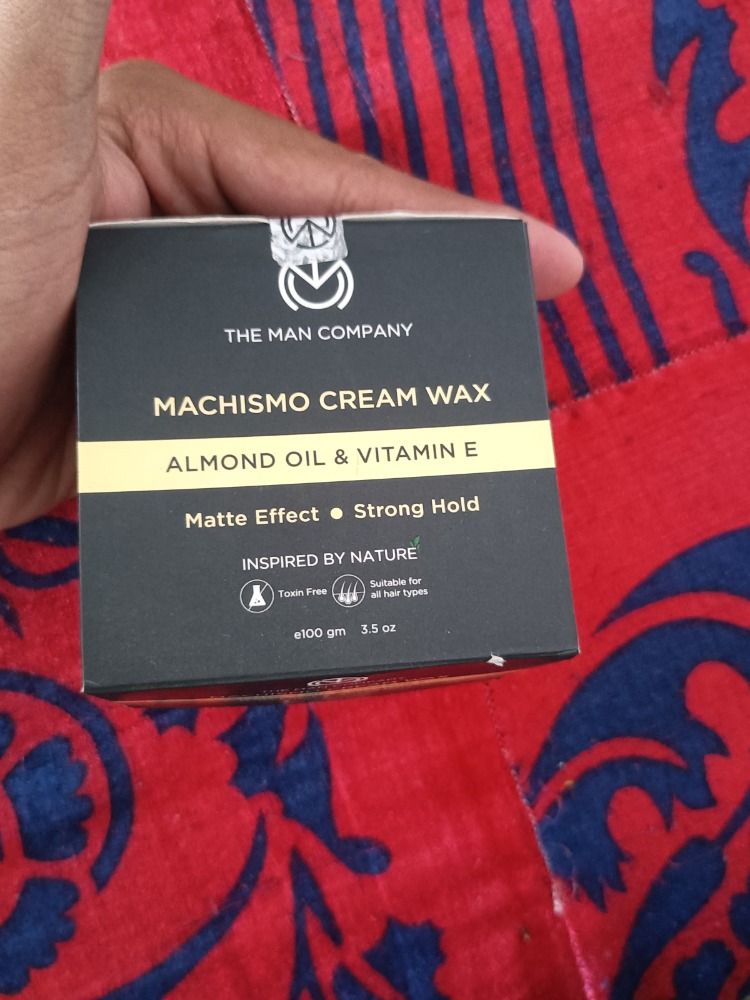 THE MAN COMPANY
MACHISMO CREAM WAX
ALMOND OIL & VITAMIN E
Matte Effect ● Strong Hold
INSPIRED BY NATURE
Toxin Free
Suitable for
all hair types
e100 gm 3.5 oz